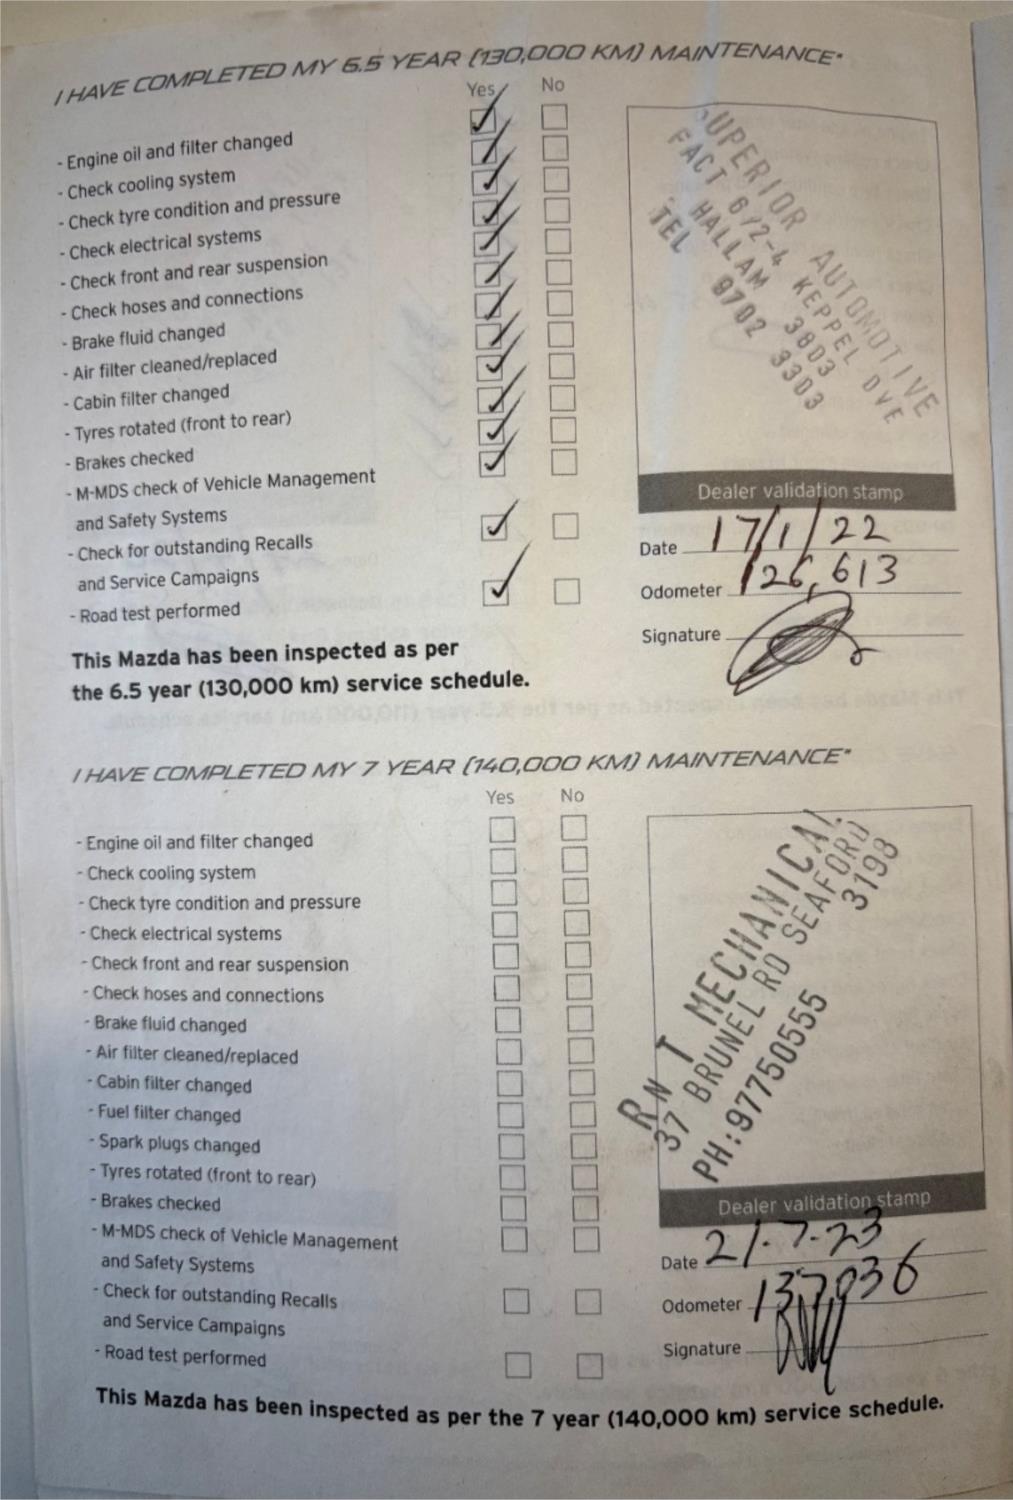 I HAVE COMPLETED MY 6.5 YEAR (130,000 KM) MAINTENANCE*
Yes No
- Engine oil and filter changed
- Check cooling system
- Check tyre condition and pressure
- Check electrical systems
- Check front and rear suspension
- Check hoses and connections
- Brake fluid changed
- Air filter cleaned/replaced
- Cabin filter changed
- Tyres rotated (front to rear)
- Brakes checked
- M-MDS check of Vehicle Management
and Safety Systems
- Check for outstanding Recalls
and Service Campaigns
- Road test performed
This Mazda has been inspected as per
the 6.5 year (130,000 km) service schedule.
SUPERIOR AUTOMOTIVE
FACT 6/2-4 KEPPEL DVE
HALLAM 3803
TEL 9702 3303
Dealer validation stamp
Date 17/1/22
Odometer 126,613
Signature
I HAVE COMPLETED MY 7 YEAR (140,000 KM) MAINTENANCE*
Yes No
- Engine oil and filter changed
- Check cooling system
- Check tyre condition and pressure
- Check electrical systems
- Check front and rear suspension
- Check hoses and connections
- Brake fluid changed
- Air filter cleaned/replaced
- Cabin filter changed
- Fuel filter changed
- Spark plugs changed
- Tyres rotated (front to rear)
- Brakes checked
- M-MDS check of Vehicle Management
and Safety Systems
- Check for outstanding Recalls
and Service Campaigns
- Road test performed
RNT MECHANICAL
37 BRUNEL RD SEAFORD
3198
PH:97750555
Dealer validation stamp
Date 21.7.23
Odometer 137036
Signature
This Mazda has been inspected as per the 7 year (140,000 km) service schedule.